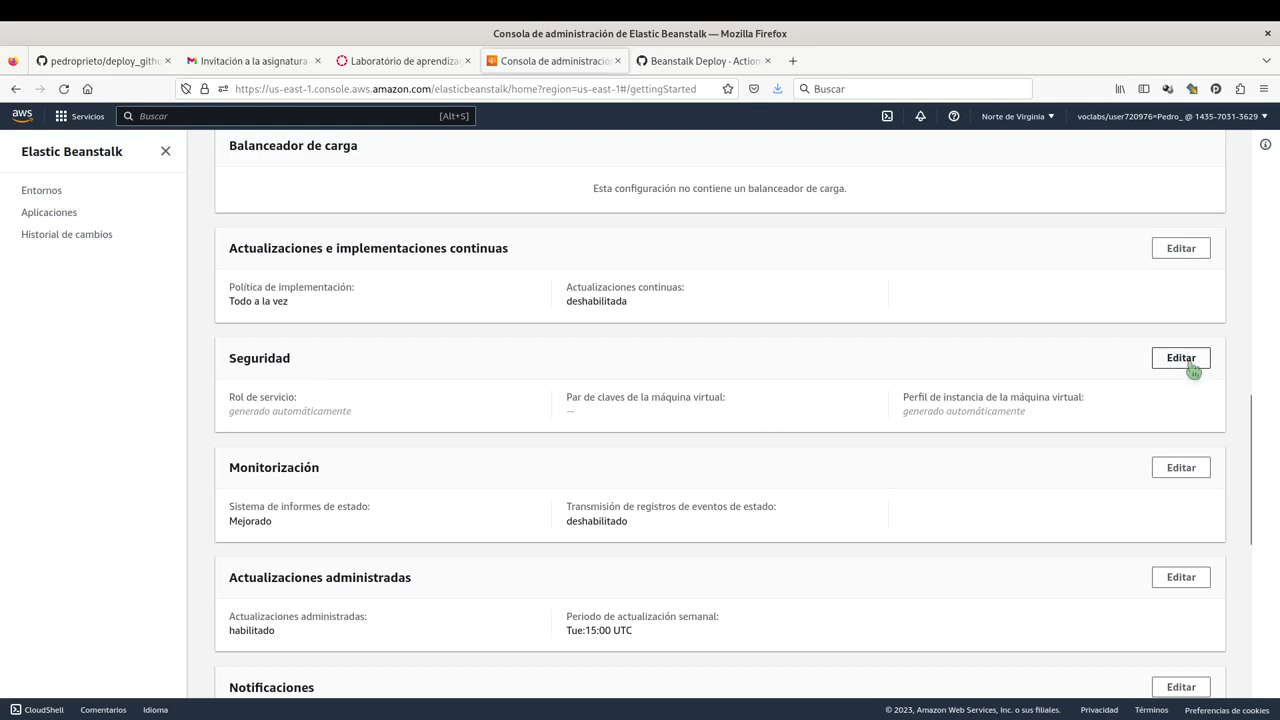 Consola de administración de Elastic Beanstalk — Mozilla Firefox
pedroprieto/deploy_gith
Invitación a la asignatura
Laboratório de aprendiza
Consola de administració
Beanstalk Deploy · Action
https://us-east-1.console.aws.amazon.com/elasticbeanstalk/home?region=us-east-1#/gettingStarted
Buscar
aws
Servicios
Buscar
[Alt+S]
Norte de Virginia
voclabs/user720976=Pedro_ @ 1435-7031-3629
Elastic Beanstalk
Entornos
Aplicaciones
Historial de cambios
Balanceador de carga
Esta configuración no contiene un balanceador de carga.
Actualizaciones e implementaciones continuas
Editar
Política de implementación:
Todo a la vez
Actualizaciones continuas:
deshabilitada
Seguridad
Editar
Rol de servicio:
generado automáticamente
Par de claves de la máquina virtual:
--
Perfil de instancia de la máquina virtual:
generado automáticamente
Monitorización
Editar
Sistema de informes de estado:
Mejorado
Transmisión de registros de eventos de estado:
deshabilitado
Actualizaciones administradas
Editar
Actualizaciones administradas:
habilitado
Periodo de actualización semanal:
Tue:15:00 UTC
Notificaciones
Editar
CloudShell
Comentarios
Idioma
© 2023, Amazon Web Services, Inc. o sus filiales.
Privacidad
Términos
Preferencias de cookies